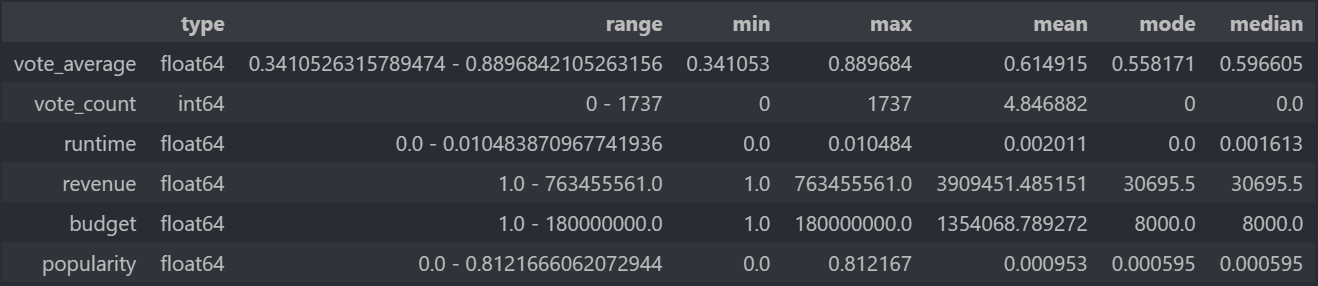 type range min max mean mode median
vote_average float64 0.3410526315789474 - 0.8896842105263156 0.341053 0.889684 0.614915 0.558171 0.596605
vote_count int64 0 - 1737 0 1737 4.846882 0 0.0
runtime float64 0.0 - 0.010483870967741936 0.0 0.010484 0.002011 0.0 0.001613
revenue float64 1.0 - 763455561.0 1.0 763455561.0 3909451.485151 30695.5 30695.5
budget float64 1.0 - 180000000.0 1.0 180000000.0 1354068.789272 8000.0 8000.0
popularity float64 0.0 - 0.8121666062072944 0.0 0.812167 0.000953 0.000595 0.000595